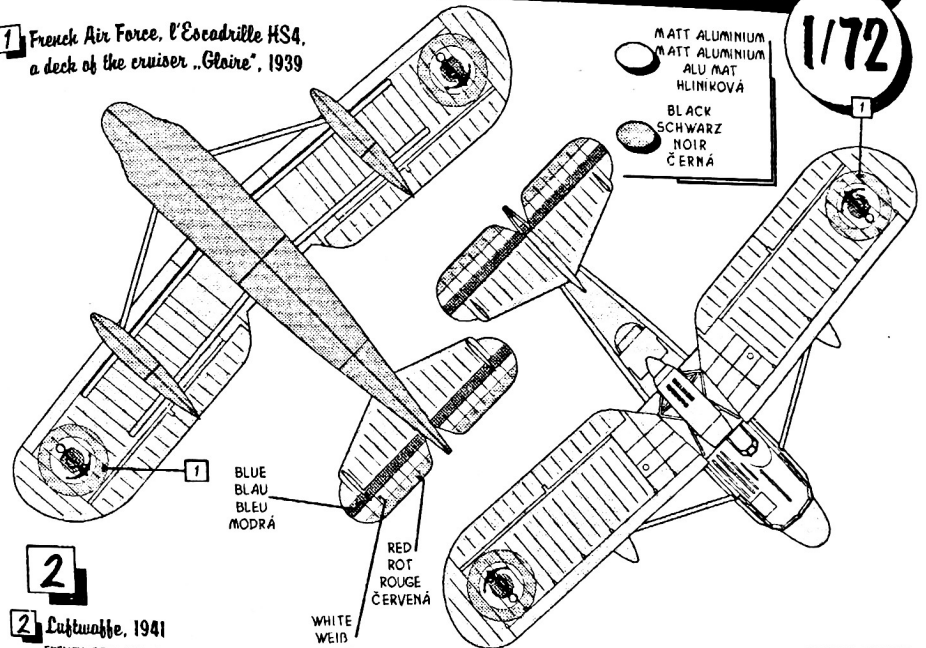 1 French Air Force, l'Escadrille HS4,
a deck of the cruiser „Gloire", 1939
MATT ALUMINIUM
MATT ALUMINIUM
ALU MAT
HLINIKOVÁ
BLACK
SCHWARZ
NOIR
ČERNÁ
1/72
1
1
BLUE
BLAU
BLEU
MODRÁ
RED
ROT
ROUGE
ČERVENÁ
WHITE
WEIß
2
2 Luftwaffe, 1941